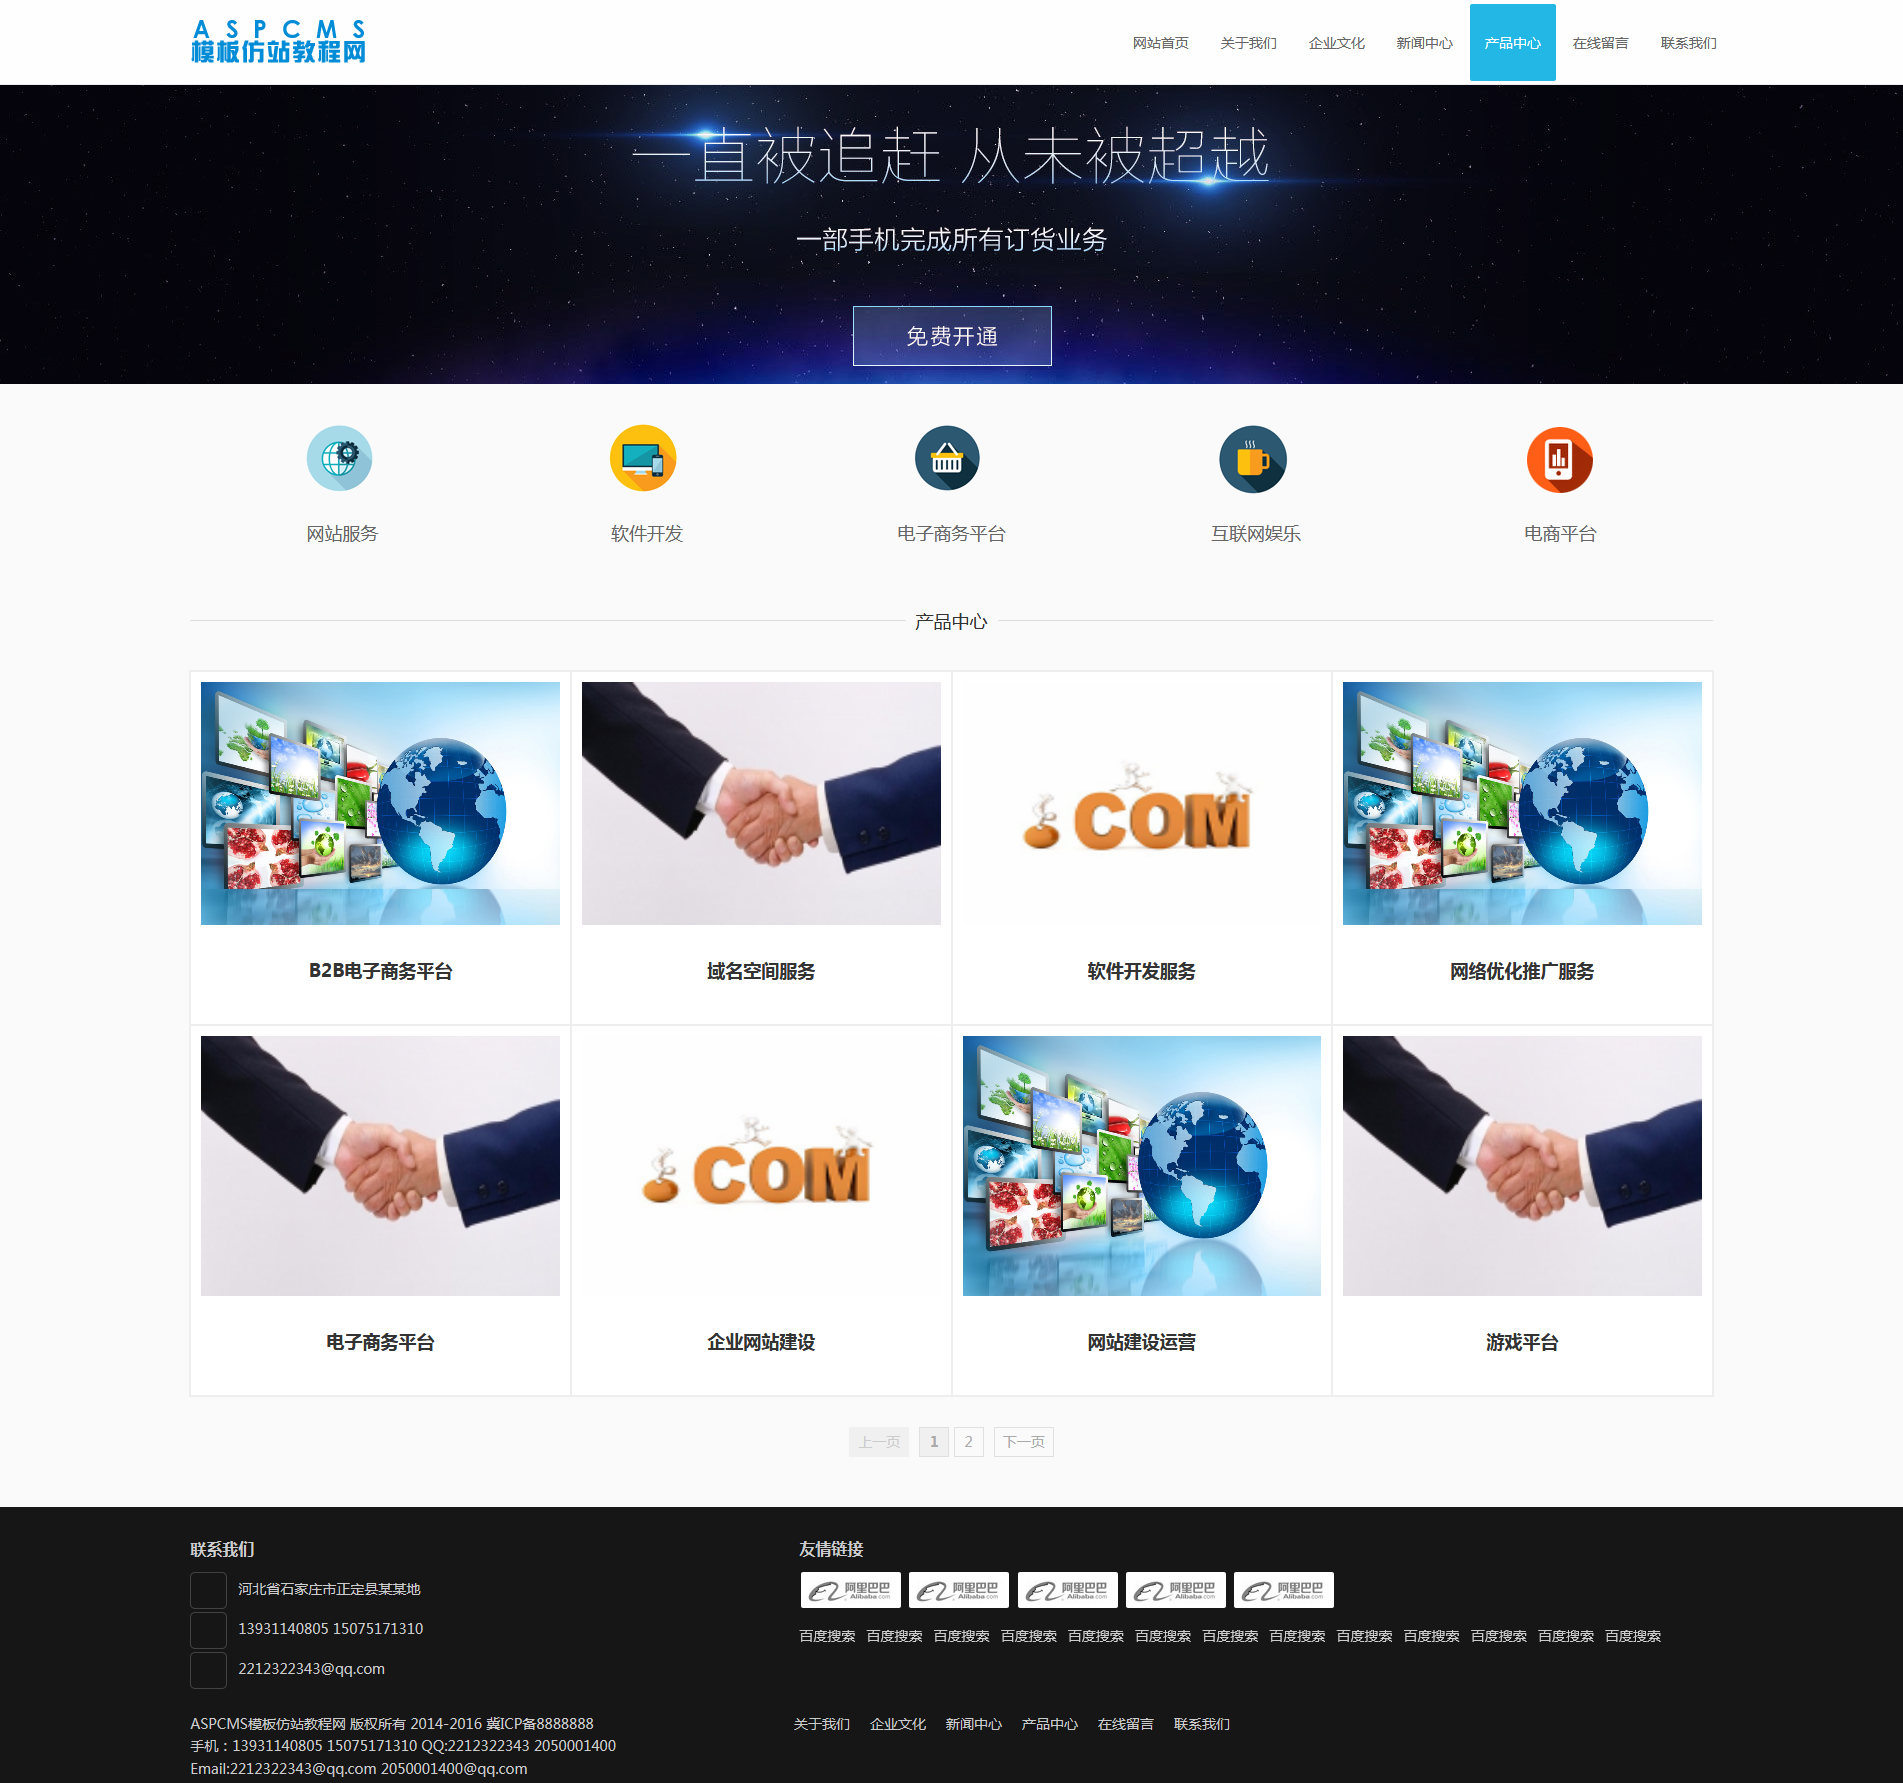 ASPCMS
模板仿站教程网
网站首页 关于我们 企业文化 新闻中心 产品中心 在线留言 联系我们
一直被追赶 从未被超越
一部手机完成所有订货业务
免费开通
网站服务 软件开发 电子商务平台 互联网娱乐 电商平台
产品中心
COM
B2B电子商务平台 域名空间服务 软件开发服务 网络优化推广服务
COM
电子商务平台 企业网站建设 网站建设运营 游戏平台
上一页 1 2 下一页
联系我们
河北省石家庄市正定县某某地
13931140805 15075171310
2212322343@qq.com
友情链接
阿里巴巴 阿里巴巴 阿里巴巴 阿里巴巴 阿里巴巴
Alibaba.com Alibaba.com Alibaba.com Alibaba.com Alibaba.com
百度搜索 百度搜索 百度搜索 百度搜索 百度搜索 百度搜索 百度搜索 百度搜索 百度搜索 百度搜索 百度搜索 百度搜索 百度搜索
ASPCMS模板仿站教程网 版权所有 2014-2016 冀ICP备8888888
手机：13931140805 15075171310 QQ:2212322343 2050001400
Email:2212322343@qq.com 2050001400@qq.com
关于我们 企业文化 新闻中心 产品中心 在线留言 联系我们